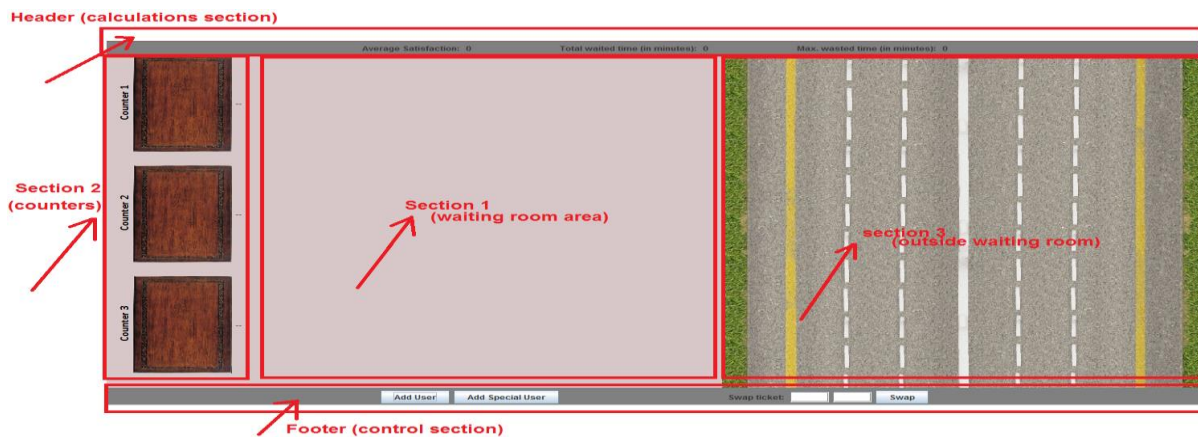 Header (calculations section)
Average Satisfaction: 0 Total waited time (in minutes): 0 Max. wasted time (in minutes): 0
Counter 1
Section 2
(counters)
Counter 2
Section 1
(waiting room area)
section 3
(outside waiting room)
Counter 3
Add User Add Special User Swap ticket: Swap
Footer (control section)